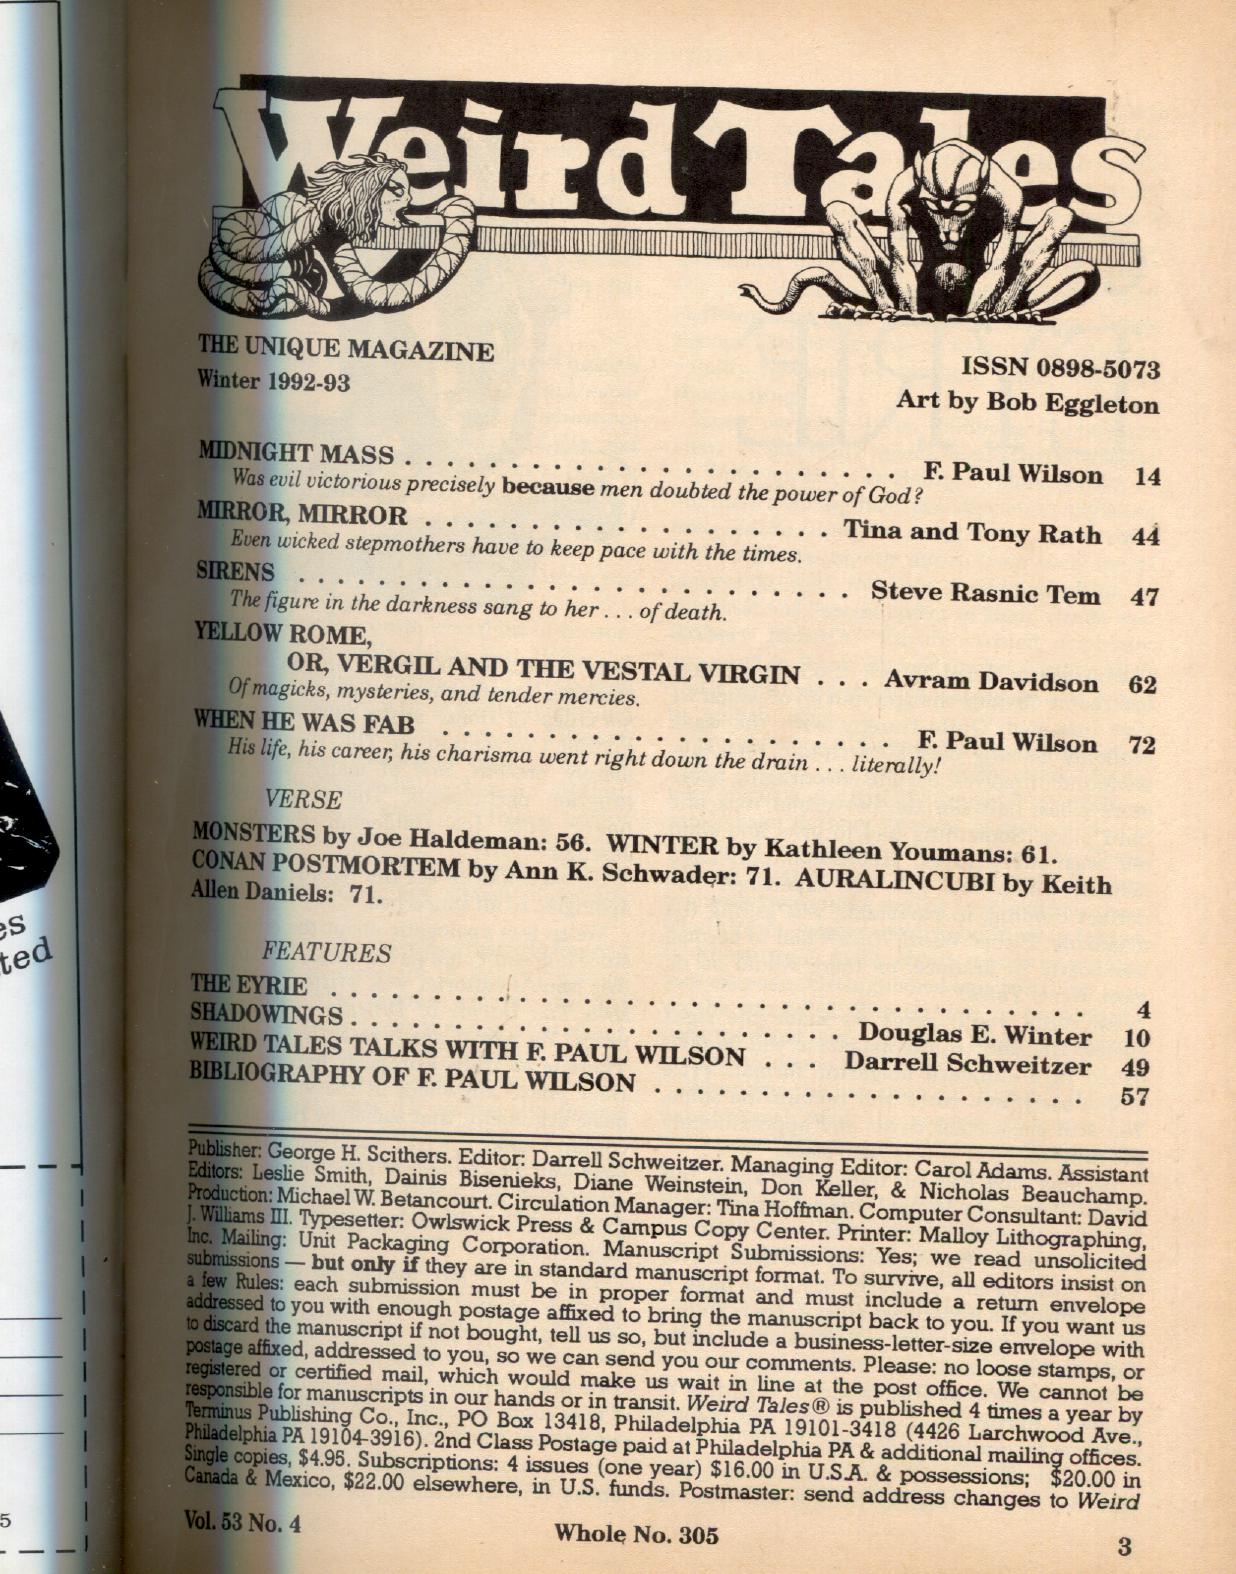 Weird Tales
THE UNIQUE MAGAZINE
Winter 1992-93
ISSN 0898-5073
Art by Bob Eggleton
MIDNIGHT MASS . . . . . . . . . . . . . . . . . . . . . . . . F. Paul Wilson 14
Was evil victorious precisely because men doubted the power of God?
MIRROR, MIRROR . . . . . . . . . . . . . . . . . . . . Tina and Tony Rath 44
Even wicked stepmothers have to keep pace with the times.
SIRENS . . . . . . . . . . . . . . . . . . . . . . . . . . . Steve Rasnic Tem 47
The figure in the darkness sang to her . . . of death.
YELLOW ROME,
OR, VERGIL AND THE VESTAL VIRGIN . . . Avram Davidson 62
Of magicks, mysteries, and tender mercies.
WHEN HE WAS FAB . . . . . . . . . . . . . . . . . . . . . . F. Paul Wilson 72
His life, his career, his charisma went right down the drain . . . literally!
VERSE
MONSTERS by Joe Haldeman: 56. WINTER by Kathleen Youmans: 61.
CONAN POSTMORTEM by Ann K. Schwader: 71. AURALINCUBI by Keith
Allen Daniels: 71.
FEATURES
THE EYRIE . . . . . . . . . . . . . . . . . . . . . . . . . . . . . . . . . . . . . 4
SHADOWINGS . . . . . . . . . . . . . . . . . . . . . . . . Douglas E. Winter 10
WEIRD TALES TALKS WITH F. PAUL WILSON . . . Darrell Schweitzer 49
BIBLIOGRAPHY OF F. PAUL WILSON . . . . . . . . . . . . . . . . . . . . . 57
Publisher: George H. Scithers. Editor: Darrell Schweitzer. Managing Editor: Carol Adams. Assistant
Editors: Leslie Smith, Dainis Bisenieks, Diane Weinstein, Don Keller, & Nicholas Beauchamp.
Production: Michael W. Betancourt. Circulation Manager: Tina Hoffman. Computer Consultant: David
J. Williams III. Typesetter: Owlswick Press & Campus Copy Center. Printer: Malloy Lithographing,
Inc. Mailing: Unit Packaging Corporation. Manuscript Submissions: Yes; we read unsolicited
submissions — but only if they are in standard manuscript format. To survive, all editors insist on
a few Rules: each submission must be in proper format and must include a return envelope
addressed to you with enough postage affixed to bring the manuscript back to you. If you want us
to discard the manuscript if not bought, tell us so, but include a business-letter-size envelope with
postage affixed, addressed to you, so we can send you our comments. Please: no loose stamps, or
registered or certified mail, which would make us wait in line at the post office. We cannot be
responsible for manuscripts in our hands or in transit. Weird Tales® is published 4 times a year by
Terminus Publishing Co., Inc., PO Box 13418, Philadelphia PA 19101-3418 (4426 Larchwood Ave.,
Philadelphia PA 19104-3916). 2nd Class Postage paid at Philadelphia PA & additional mailing offices.
Single copies, $4.95. Subscriptions: 4 issues (one year) $16.00 in U.S.A. & possessions; $20.00 in
Canada & Mexico, $22.00 elsewhere, in U.S. funds. Postmaster: send address changes to Weird
Vol. 53 No. 4
Whole No. 305
3
es
ted
5